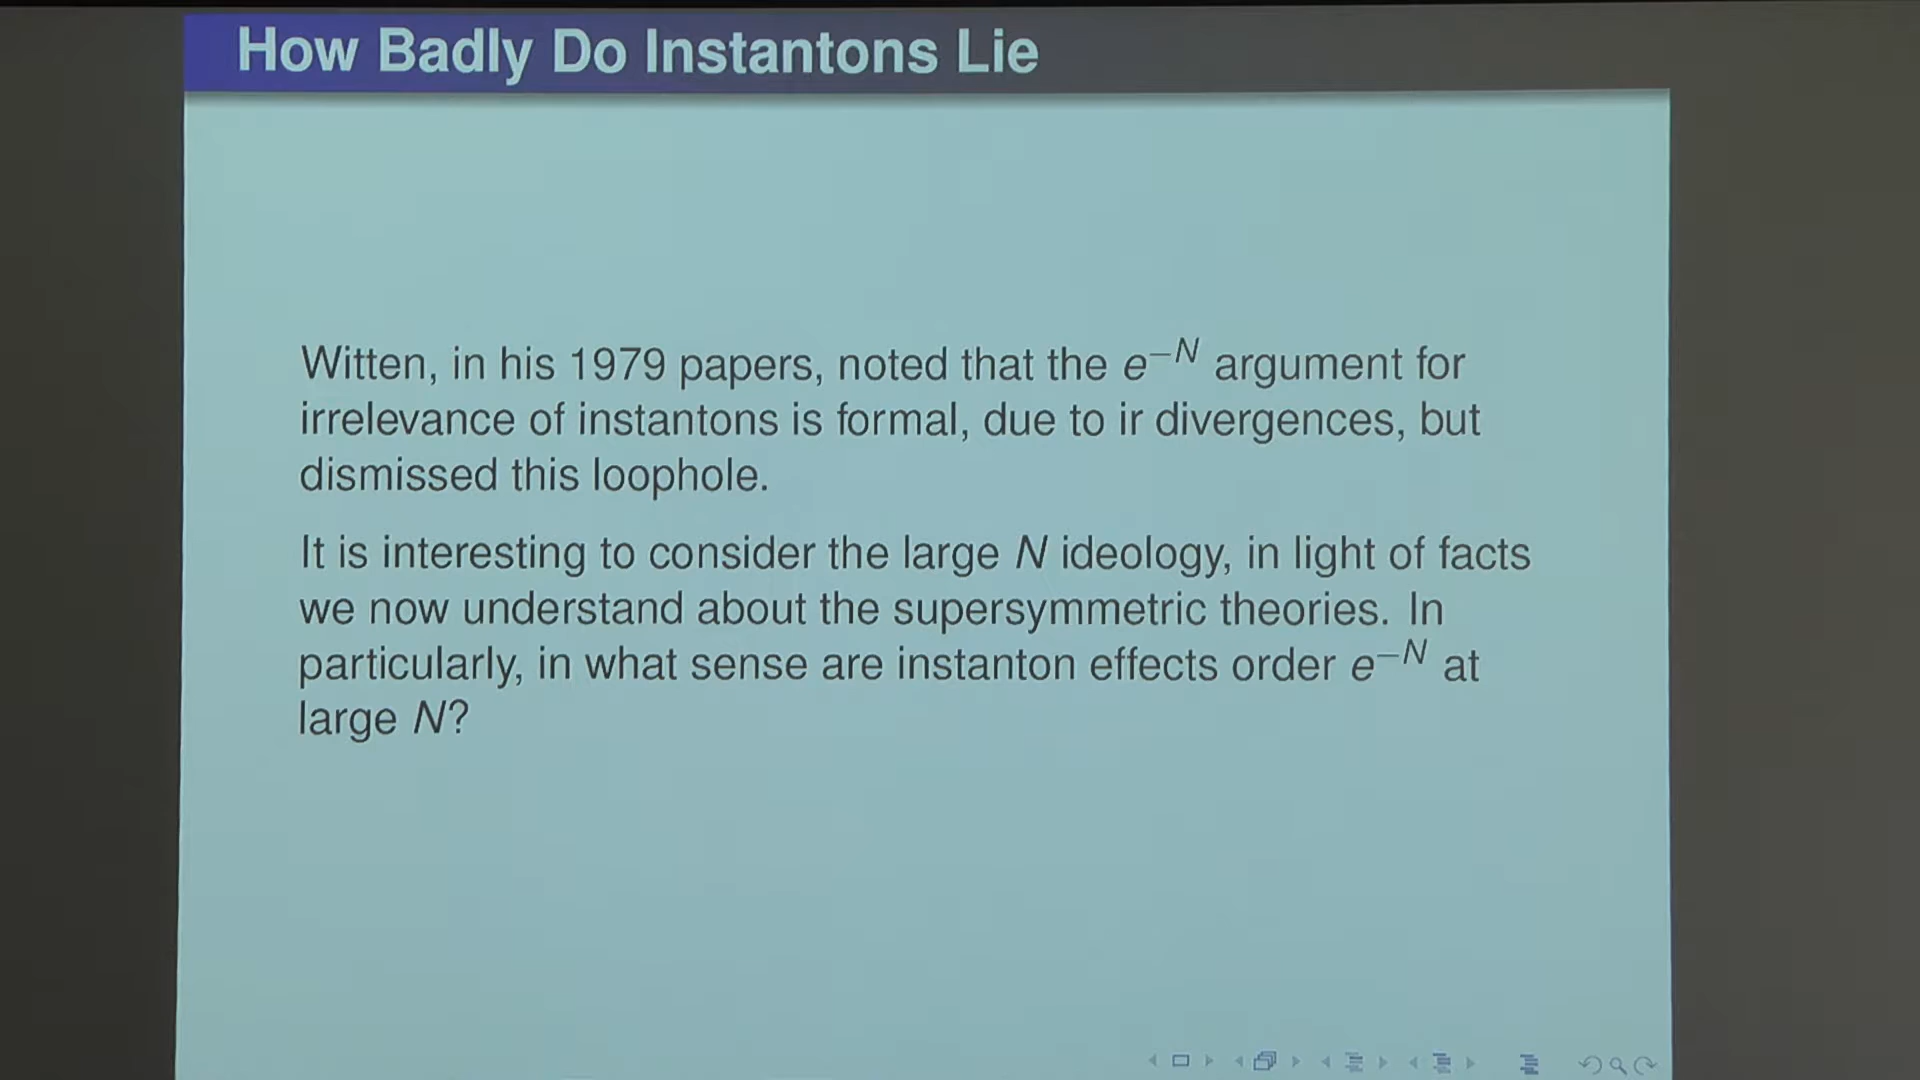 How Badly Do Instantons Lie
Witten, in his 1979 papers, noted that the e^{-N} argument for
irrelevance of instantons is formal, due to ir divergences, but
dismissed this loophole.
It is interesting to consider the large N ideology, in light of facts
we now understand about the supersymmetric theories. In
particularly, in what sense are instanton effects order e^{-N} at
large N?